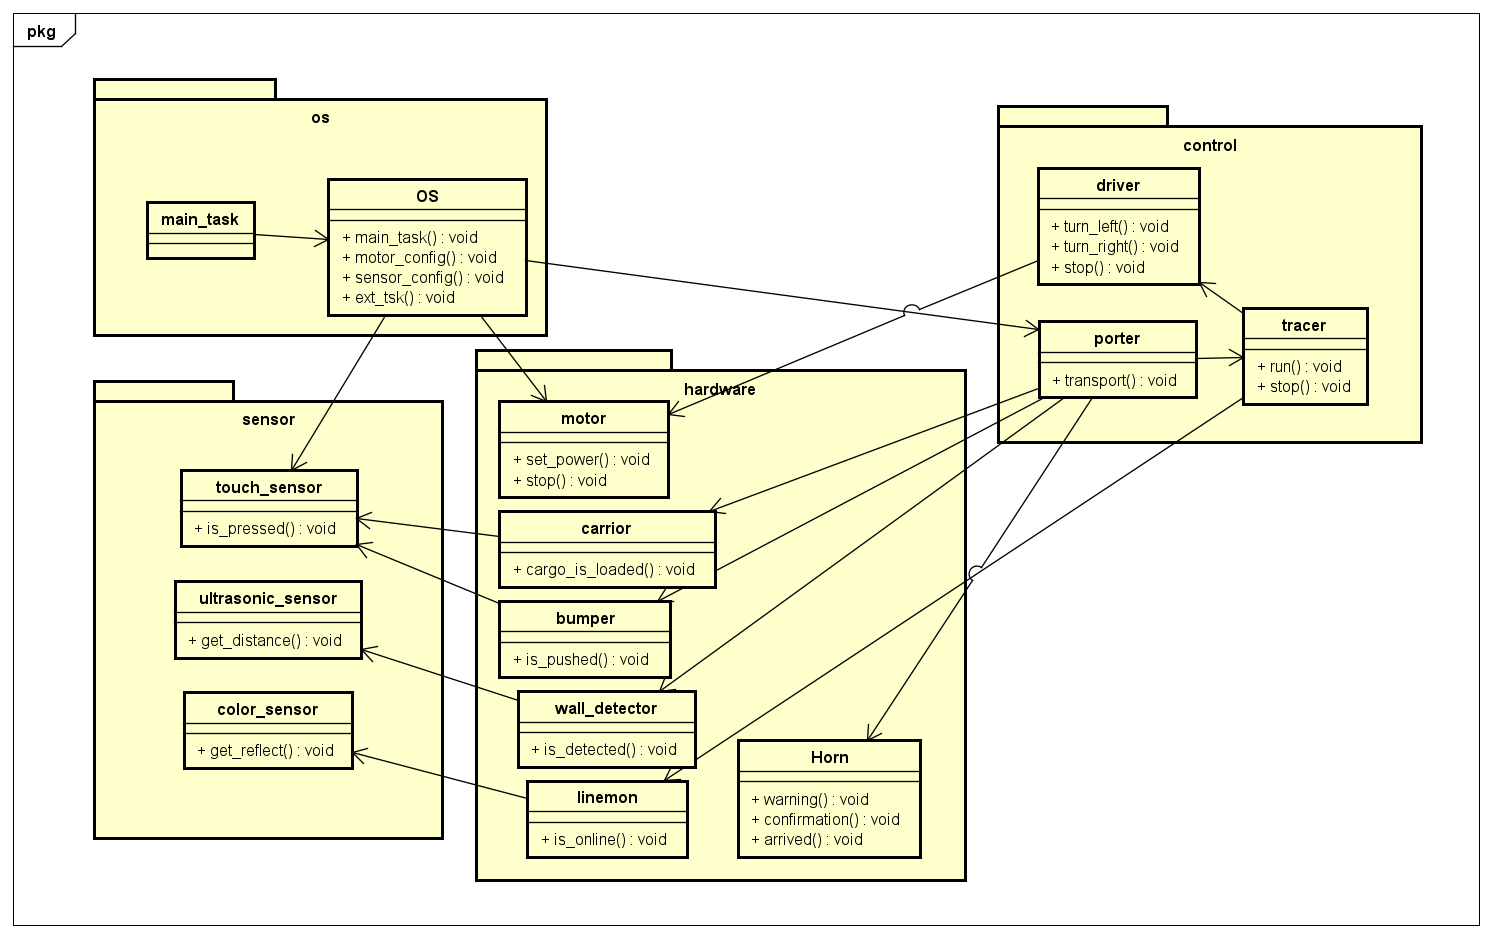 pkg
os
main_task
OS
+ main_task() : void
+ motor_config() : void
+ sensor_config() : void
+ ext_tsk() : void
control
driver
+ turn_left() : void
+ turn_right() : void
+ stop() : void
porter
+ transport() : void
tracer
+ run() : void
+ stop() : void
sensor
touch_sensor
+ is_pressed() : void
ultrasonic_sensor
+ get_distance() : void
color_sensor
+ get_reflect() : void
hardware
motor
+ set_power() : void
+ stop() : void
carrior
+ cargo_is_loaded() : void
bumper
+ is_pushed() : void
wall_detector
+ is_detected() : void
linemon
+ is_online() : void
Horn
+ warning() : void
+ confirmation() : void
+ arrived() : void